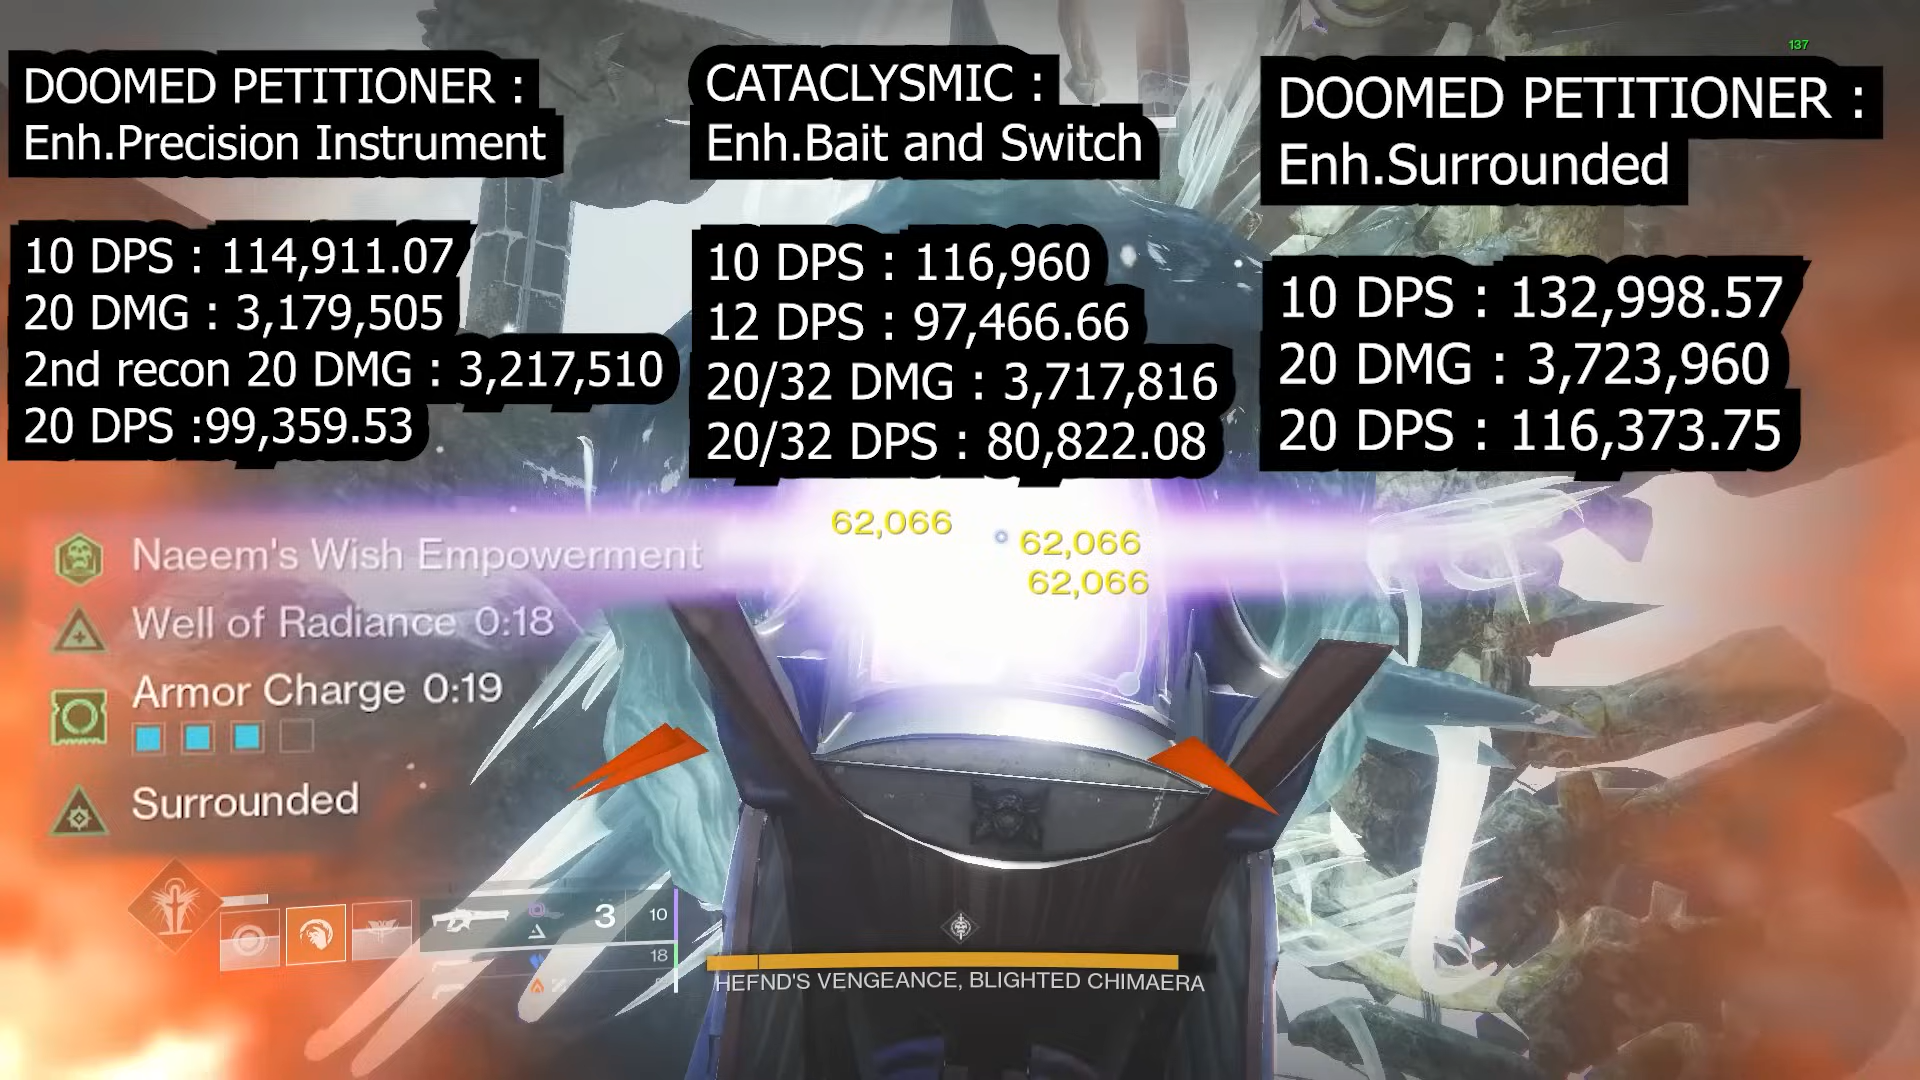 137
DOOMED PETITIONER :
Enh.Precision Instrument
10 DPS : 114,911.07
20 DMG : 3,179,505
2nd recon 20 DMG : 3,217,510
20 DPS :99,359.53
CATACLYSMIC :
Enh.Bait and Switch
10 DPS : 116,960
12 DPS : 97,466.66
20/32 DMG : 3,717,816
20/32 DPS : 80,822.08
DOOMED PETITIONER :
Enh.Surrounded
10 DPS : 132,998.57
20 DMG : 3,723,960
20 DPS : 116,373.75
62,066
62,066
62,066
Naeem's Wish Empowerment
Well of Radiance 0:18
Armor Charge 0:19
Surrounded
3
10
18
HEFND'S VENGEANCE, BLIGHTED CHIMAERA